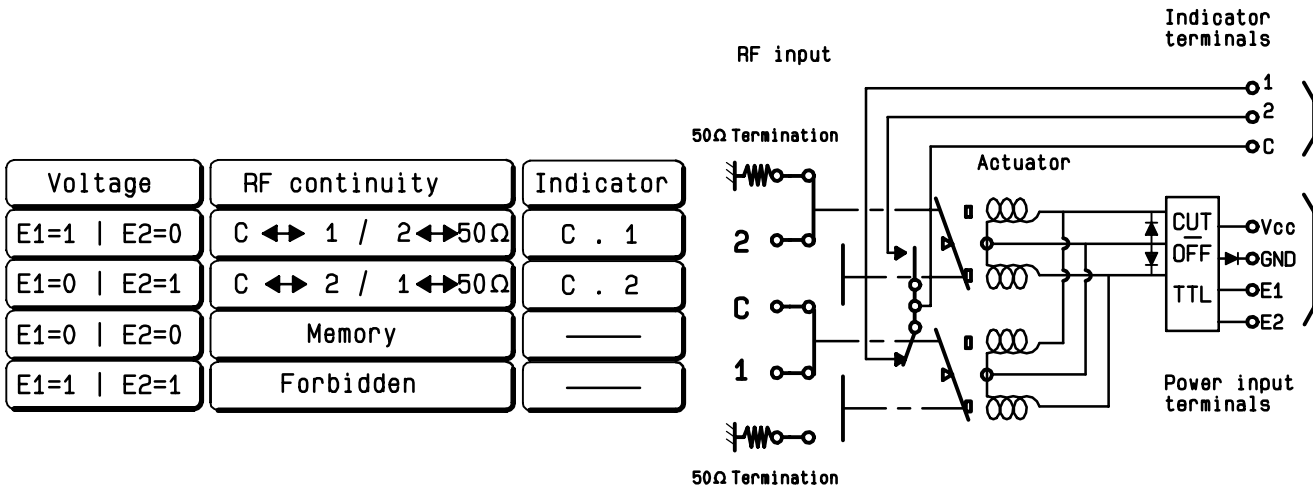 Voltage | RF continuity | Indicator
E1=1 | E2=0 | C ↔ 1 / 2↔50Ω | C . 1
E1=0 | E2=1 | C ↔ 2 / 1↔50Ω | C . 2
E1=0 | E2=0 | Memory | ———
E1=1 | E2=1 | Forbidden | ———
RF input
Indicator
terminals
1
2
C
50Ω Termination
Actuator
2
C
1
50Ω Termination
CUT
OFF
TTL
Vcc
GND
E1
E2
Power input
terminals